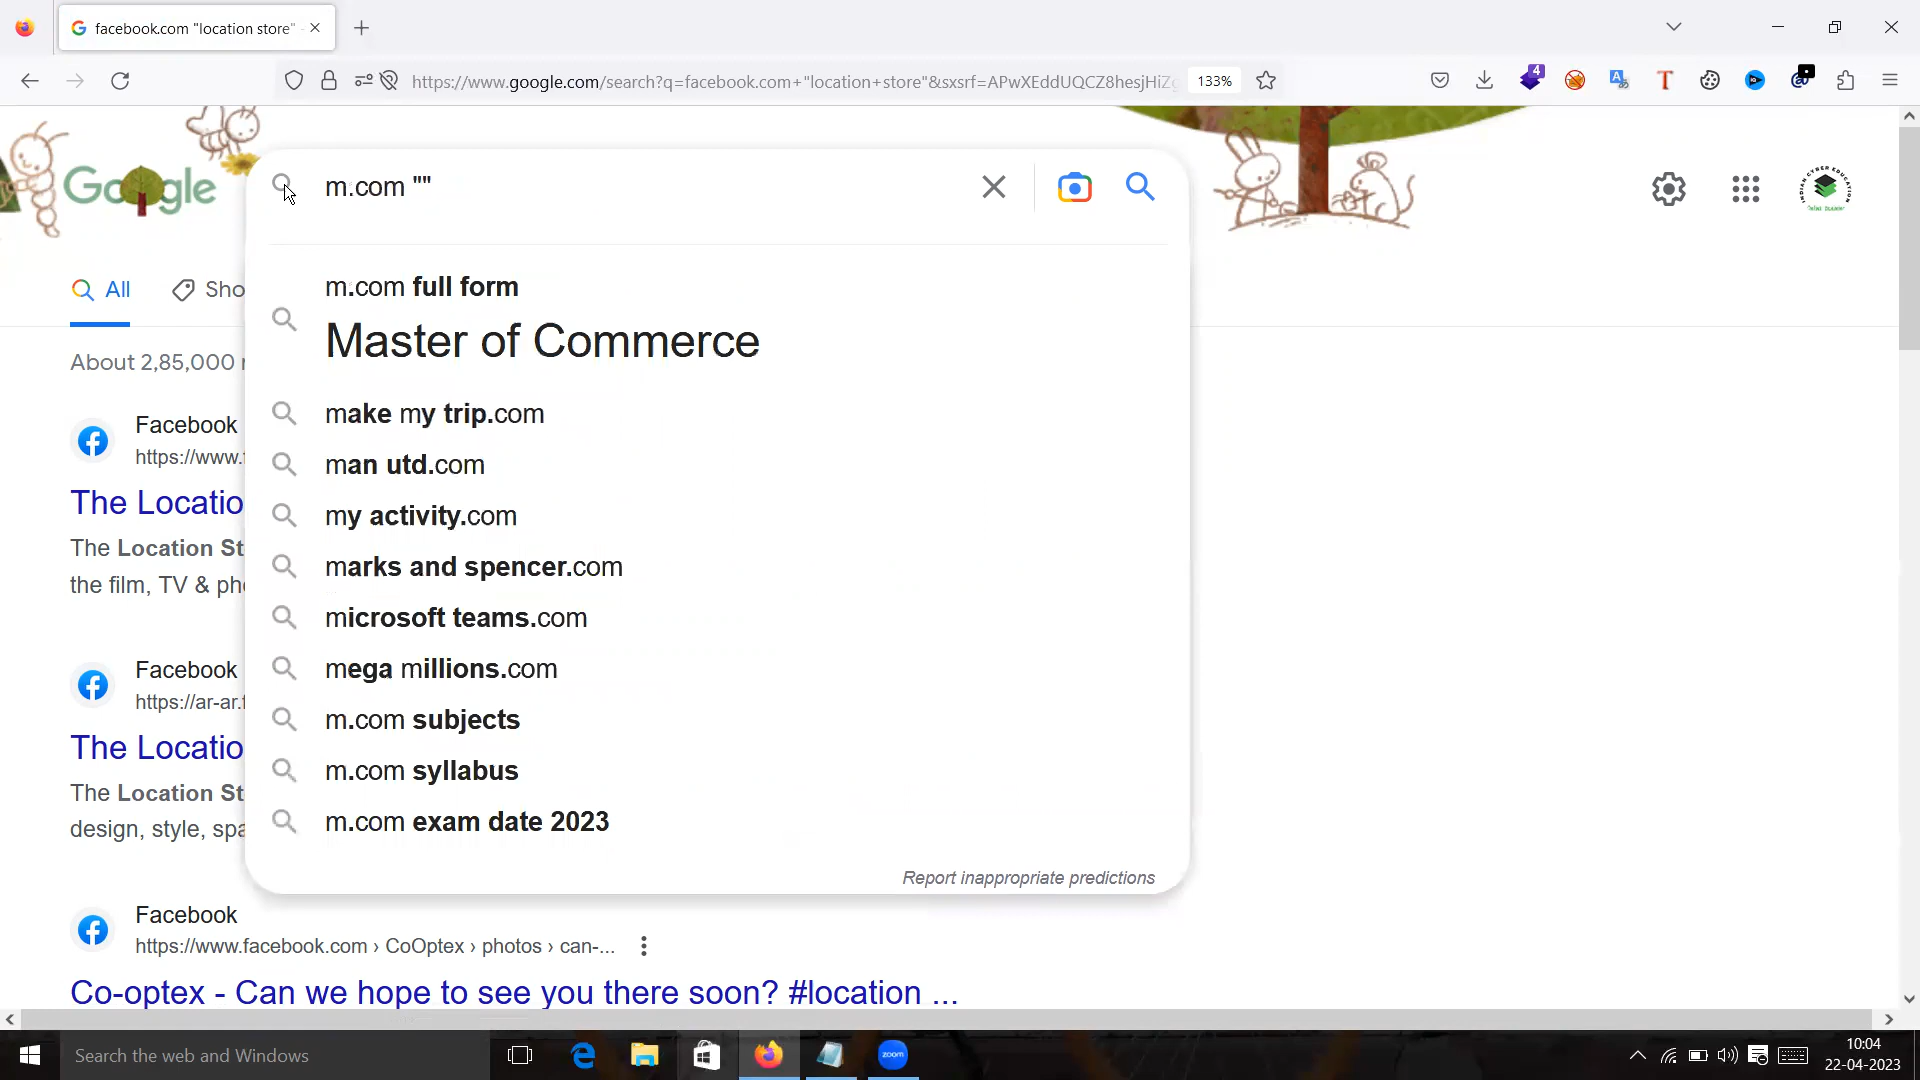 facebook.com "location store"
https://www.google.com/search?q=facebook.com+"location+store"&sxsrf=APwXEddUQCZ8hesjHiZ
133%
4
Google
m.com ""
All
Sho
About 2,85,000
m.com full form
Master of Commerce
make my trip.com
man utd.com
my activity.com
marks and spencer.com
microsoft teams.com
mega millions.com
m.com subjects
m.com syllabus
m.com exam date 2023
Report inappropriate predictions
Facebook
https://www.
The Locatio
The Location St
the film, TV & ph
Facebook
https://ar-ar.
The Locatio
The Location St
design, style, spa
Facebook
https://www.facebook.com › CoOptex › photos › can-...
Co-optex - Can we hope to see you there soon? #location ...
Search the web and Windows
zoom
10:04
22-04-2023